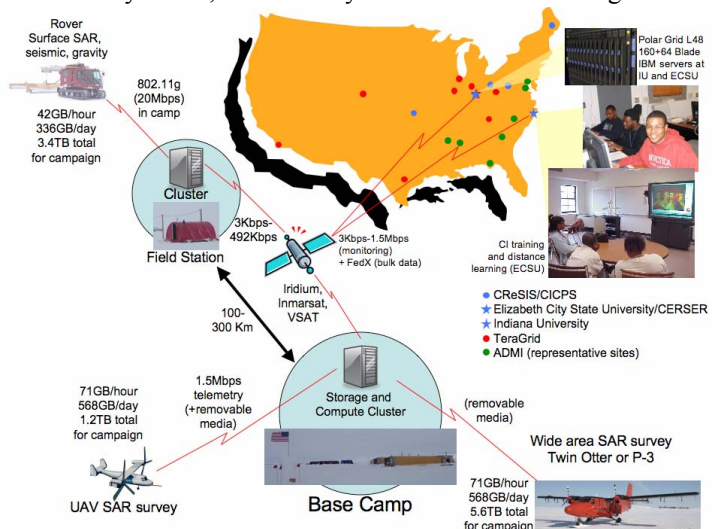 Rover
Surface SAR,
seismic, gravity
802.11g
(20Mbps)
in camp
42GB/hour
336GB/day
3.4TB total
for campaign
Cluster
Field Station
3Kbps-
492Kbps
3Kbps-1.5Mbps
(monitoring)
+ FedX (bulk data)
Iridium,
Inmarsat,
VSAT
100-
300 Km
Polar Grid L48
160+64 Blade
IBM servers at
IU and ECSU
CI training
and distance
learning (ECSU)
CReSIS/CICPS
Elizabeth City State University/CERSER
Indiana University
TeraGrid
ADMI (representative sites)
71GB/hour
568GB/day
1.2TB total
for campaign
1.5Mbps
telemetry
(+removable
media)
UAV SAR survey
Storage and
Compute Cluster
Base Camp
(removable
media)
Wide area SAR survey
Twin Otter or P-3
71GB/hour
568GB/day
5.6TB total
for campaign